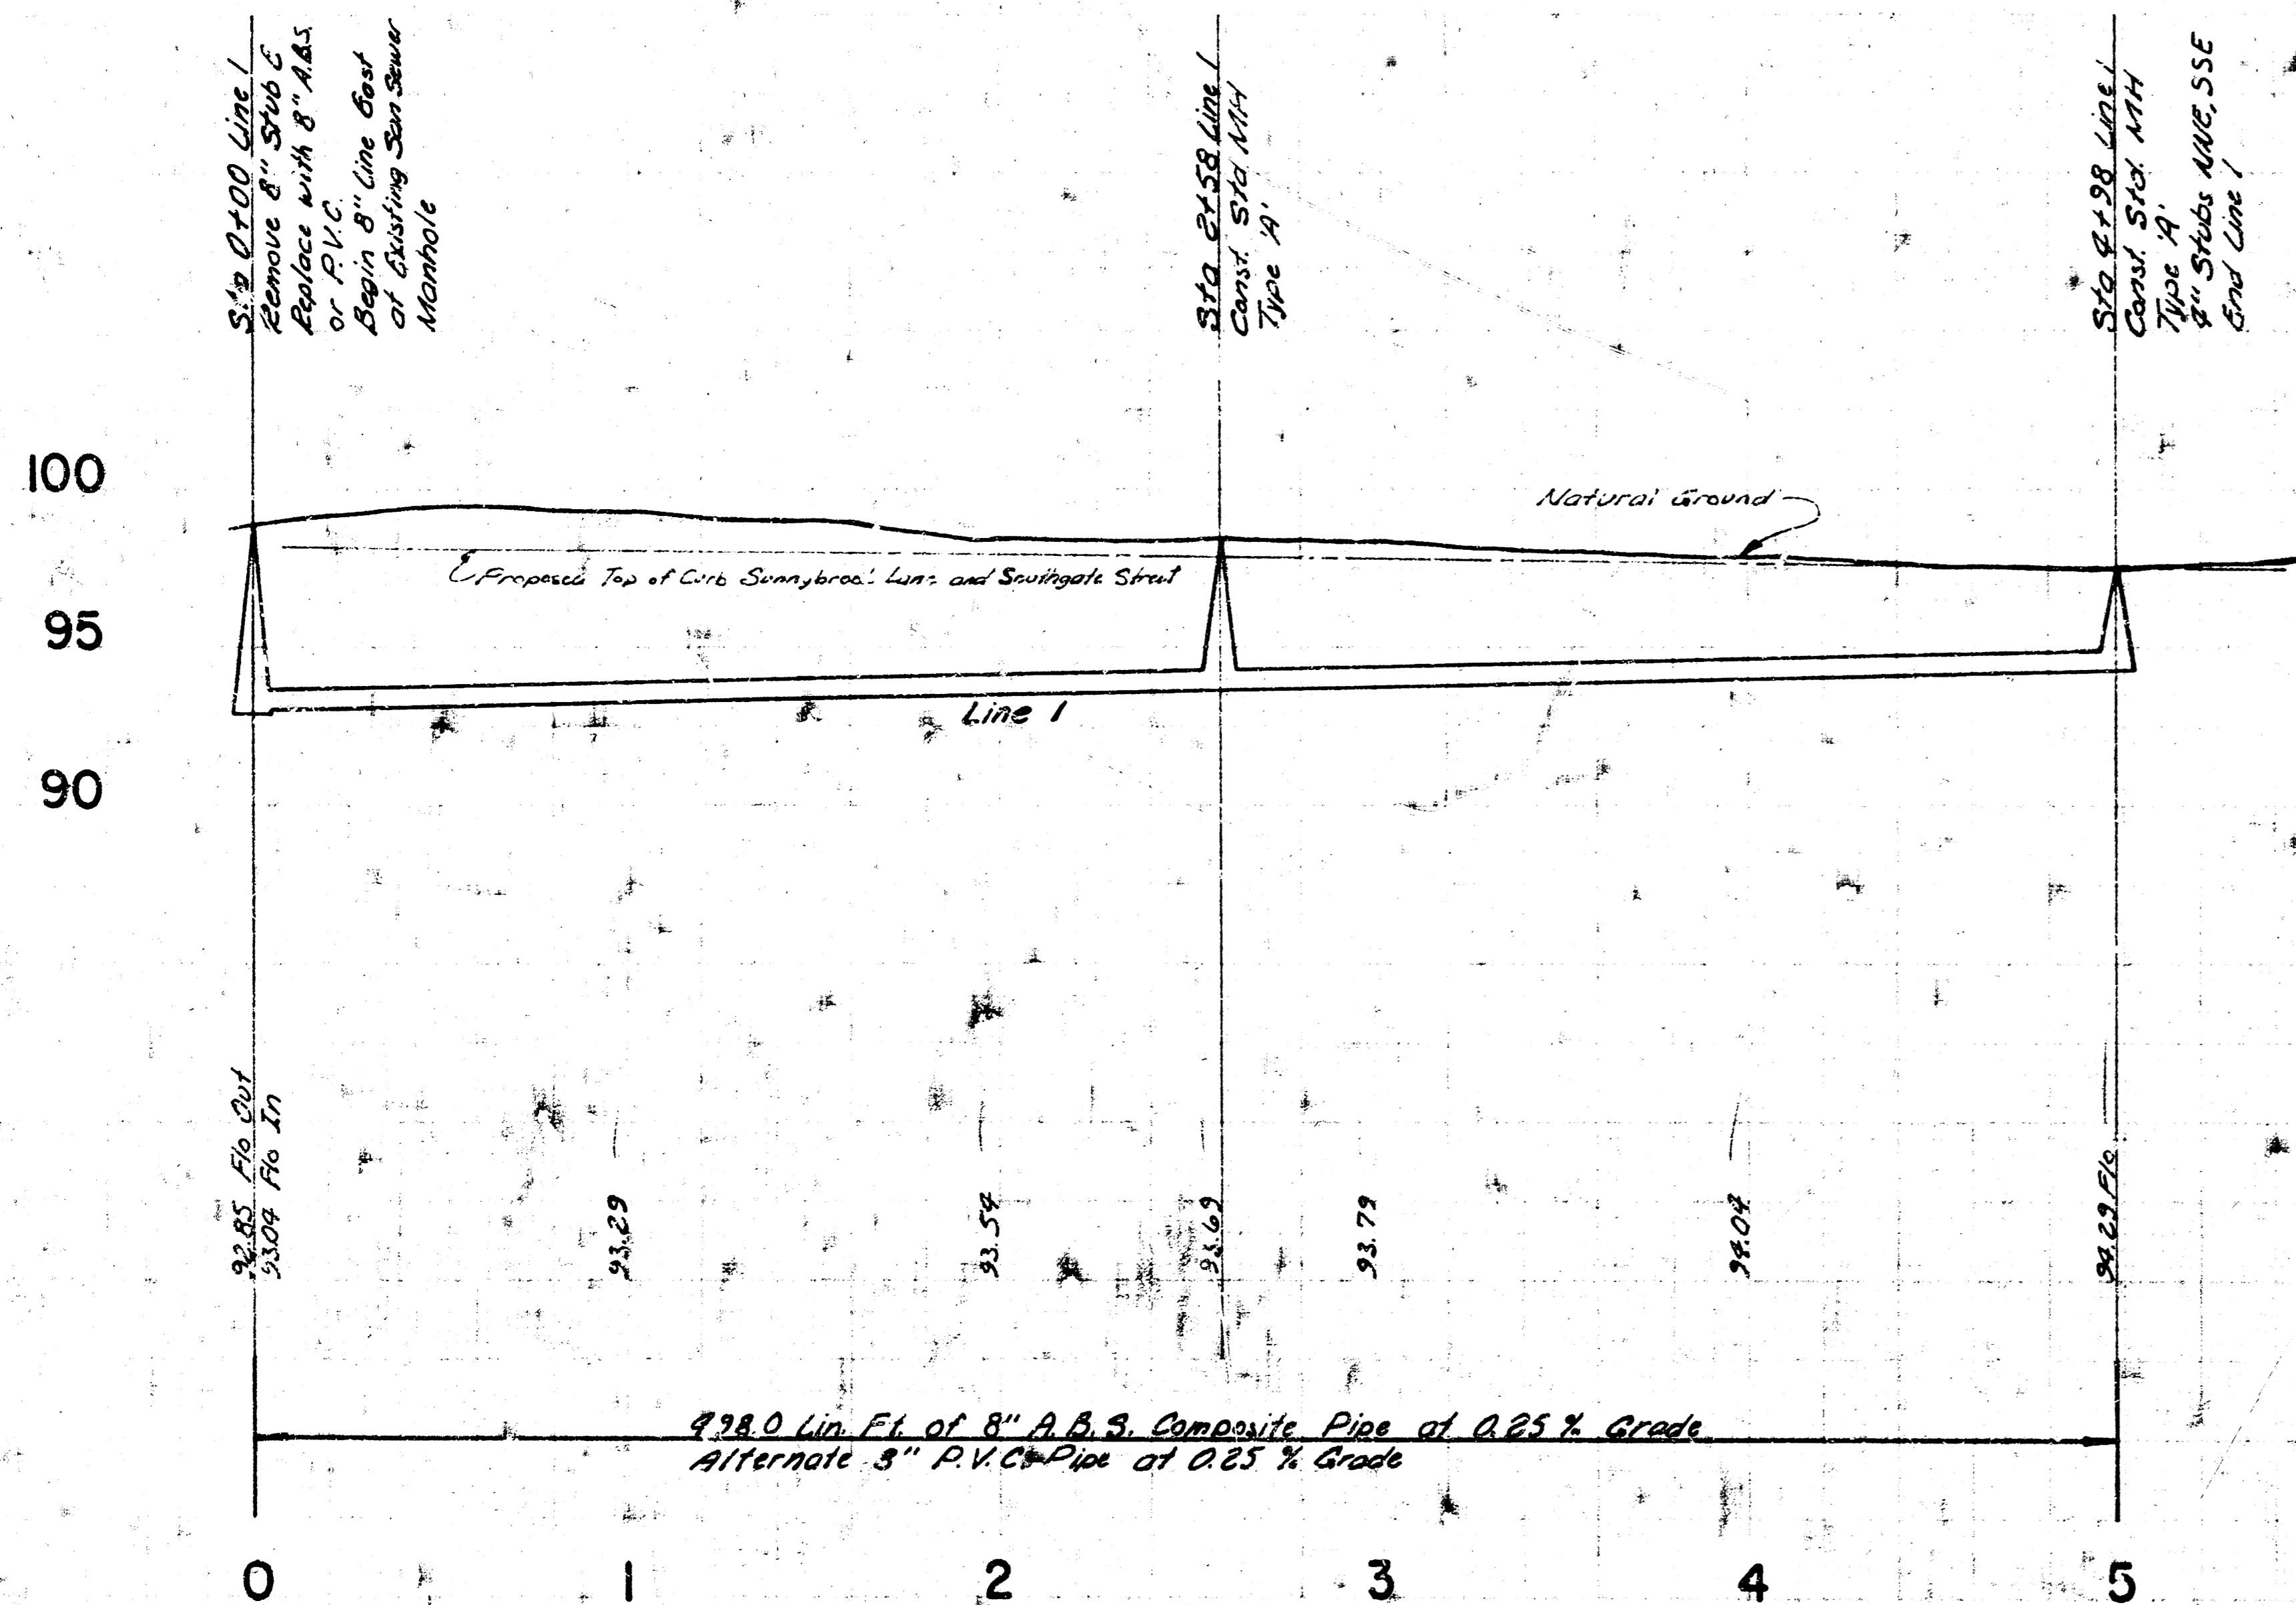 Sta 0+00 Line 1
Remove 8" Stub E
Replace with 8" A.B.S.
or P.V.C.
Begin 8" Line East
at Existing San Sewer
Manhole
Sta 2+58 Line 1
Const. Std. MH
Type 'A'
Sta 4+98 Line 1
Const. Std. MH
Type 'A'
4" Stubs NNE, SSE
End Line 1
100
95
90
Natural Ground
Proposed Top of Curb Sunnybrook Lane and Southgate Street
Line 1
92.85 Flo Out
93.04 Flo In
93.29
93.54
93.69
93.79
94.04
94.29 Flo
498.0 Lin. Ft. of 8" A.B.S. Composite Pipe at 0.25 % Grade
Alternate 8" P.V.C. Pipe at 0.25 % Grade
0 1 2 3 4 5